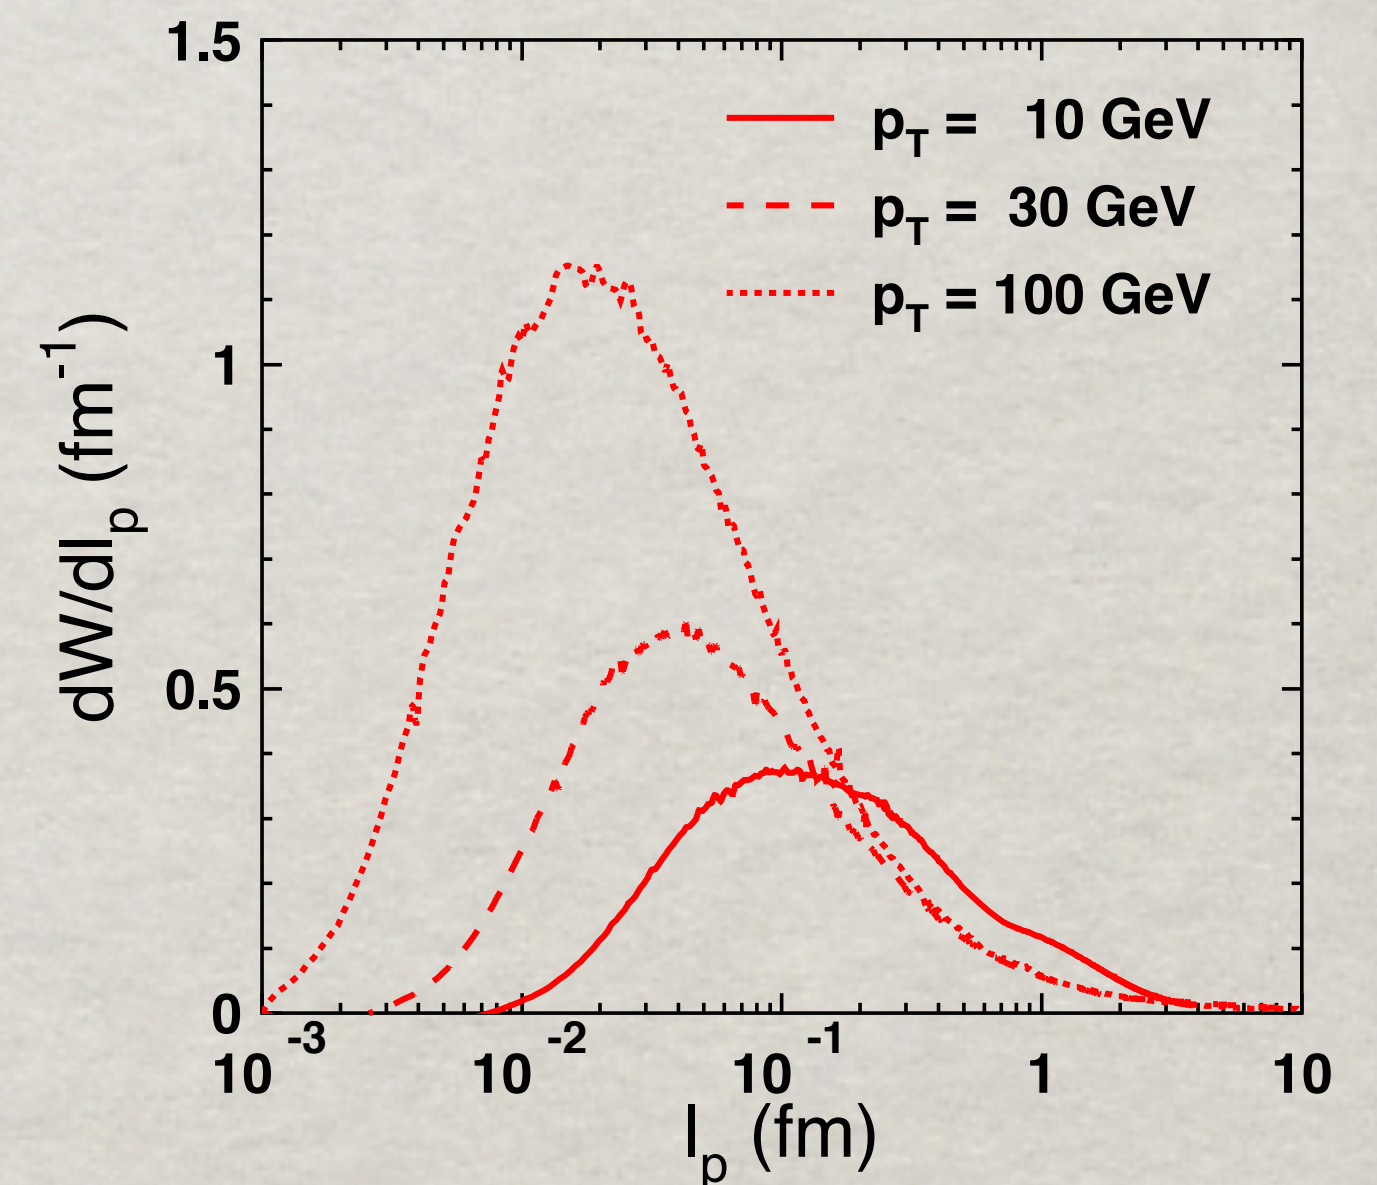 1.5
1
0.5
0
dW/dl_p (fm^-1)
p_T = 10 GeV
p_T = 30 GeV
p_T = 100 GeV
10^-3
10^-2
10^-1
1
10
l_p (fm)